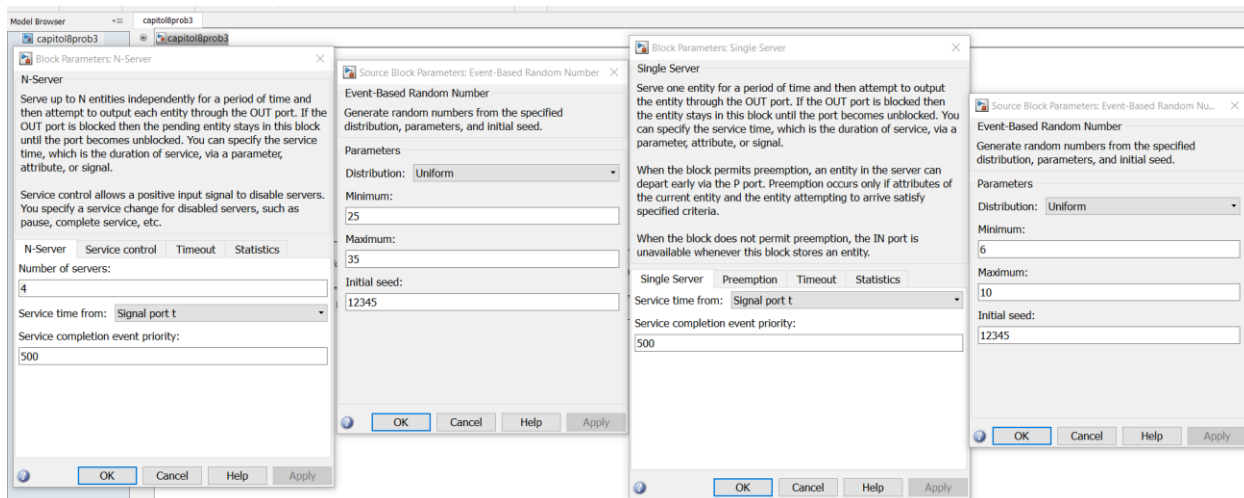 Model Browser
capitol8prob3
capitol8prob3
capitol8prob3
Block Parameters: N-Server
N-Server
Serve up to N entities independently for a period of time and
then attempt to output each entity through the OUT port. If the
OUT port is blocked then the pending entity stays in this block
until the port becomes unblocked. You can specify the service
time, which is the duration of service, via a parameter,
attribute, or signal.
Service control allows a positive input signal to disable servers.
You specify a service change for disabled servers, such as
pause, complete service, etc.
N-Server Service control Timeout Statistics
Number of servers:
4
Service time from: Signal port t
Service completion event priority:
500
OK Cancel Help Apply
Source Block Parameters: Event-Based Random Number
Event-Based Random Number
Generate random numbers from the specified
distribution, parameters, and initial seed.
Parameters
Distribution: Uniform
Minimum:
25
Maximum:
35
Initial seed:
12345
OK Cancel Help Apply
Block Parameters: Single Server
Single Server
Serve one entity for a period of time and then attempt to output
the entity through the OUT port. If the OUT port is blocked then
the entity stays in this block until the port becomes unblocked. You
can specify the service time, which is the duration of service, via a
parameter, attribute, or signal.
When the block permits preemption, an entity in the server can
depart early via the P port. Preemption occurs only if attributes of
the current entity and the entity attempting to arrive satisfy
specified criteria.
When the block does not permit preemption, the IN port is
unavailable whenever this block stores an entity.
Single Server Preemption Timeout Statistics
Service time from: Signal port t
Service completion event priority:
500
OK Cancel Help Apply
Source Block Parameters: Event-Based Random Nu...
Event-Based Random Number
Generate random numbers from the specified
distribution, parameters, and initial seed.
Parameters
Distribution: Uniform
Minimum:
6
Maximum:
10
Initial seed:
12345
OK Cancel Help Apply